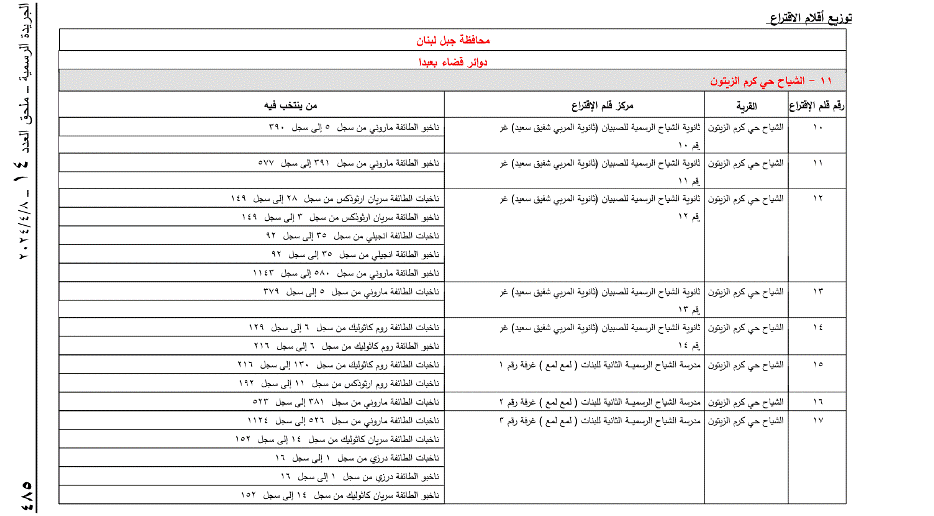 الجريدة الرسمية – ملحق العدد ١٤ – ٢٠٢٤/٤/٨
توزيع أقلام الاقتراع
محافظة جبل لبنان
دوائر قضاء بعبدا
١١ - الشياح حي كرم الزيتون
رقم قلم الإقتراع القرية مركز قلم الإقتراع من ينتخب فيه
١٠ الشياح حي كرم الزيتون ثانوية الشياح الرسمية للصبيان (ثانوية المربي شفيق سعيد) غر ناخبو الطائفة ماروني من سجل ٥ إلى سجل ٣٩٠
رقم ١٠
١١ الشياح حي كرم الزيتون ثانوية الشياح الرسمية للصبيان (ثانوية المربي شفيق سعيد) غر ناخبو الطائفة ماروني من سجل ٣٩١ إلى سجل ٥٧٧
رقم ١١
١٢ الشياح حي كرم الزيتون ثانوية الشياح الرسمية للصبيان (ثانوية المربي شفيق سعيد) غر ناخبات الطائفة سريان ارثوذكس من سجل ٢٨ إلى سجل ١٤٩
رقم ١٢ ناخبو الطائفة سريان ارثوذكس من سجل ٣ إلى سجل ١٤٩
ناخبات الطائفة انجيلي من سجل ٣٥ إلى سجل ٩٢
ناخبو الطائفة انجيلي من سجل ٣٥ إلى سجل ٩٢
ناخبو الطائفة ماروني من سجل ٥٨٠ إلى سجل ١١٤٣
١٣ الشياح حي كرم الزيتون ثانوية الشياح الرسمية للصبيان (ثانوية المربي شفيق سعيد) غر ناخبات الطائفة ماروني من سجل ٥ إلى سجل ٣٧٩
رقم ١٣
١٤ الشياح حي كرم الزيتون ثانوية الشياح الرسمية للصبيان (ثانوية المربي شفيق سعيد) غر ناخبات الطائفة روم كاثوليك من سجل ٦ إلى سجل ١٢٩
رقم ١٤ ناخبو الطائفة روم كاثوليك من سجل ٦ إلى سجل ٢١٦
١٥ الشياح حي كرم الزيتون مدرسة الشياح الرسمية الثانية للبنات ( لمع لمع ) غرفة رقم ١ ناخبات الطائفة روم كاثوليك من سجل ١٣٠ إلى سجل ٢١٦
ناخبات الطائفة روم ارثوذكس من سجل ١١ إلى سجل ١٩٢
١٦ الشياح حي كرم الزيتون مدرسة الشياح الرسمية الثانية للبنات ( لمع لمع ) غرفة رقم ٢ ناخبات الطائفة ماروني من سجل ٣٨١ إلى سجل ٥٢٣
١٧ الشياح حي كرم الزيتون مدرسة الشياح الرسمية الثانية للبنات ( لمع لمع ) غرفة رقم ٣ ناخبات الطائفة ماروني من سجل ٥٢٦ إلى سجل ١١٢٤
ناخبات الطائفة سريان كاثوليك من سجل ١٤ إلى سجل ١٥٢
ناخبات الطائفة درزي من سجل ١ إلى سجل ١٦
ناخبو الطائفة درزي من سجل ١ إلى سجل ١٦
ناخبو الطائفة سريان كاثوليك من سجل ١٤ إلى سجل ١٥٢
٤٨٥